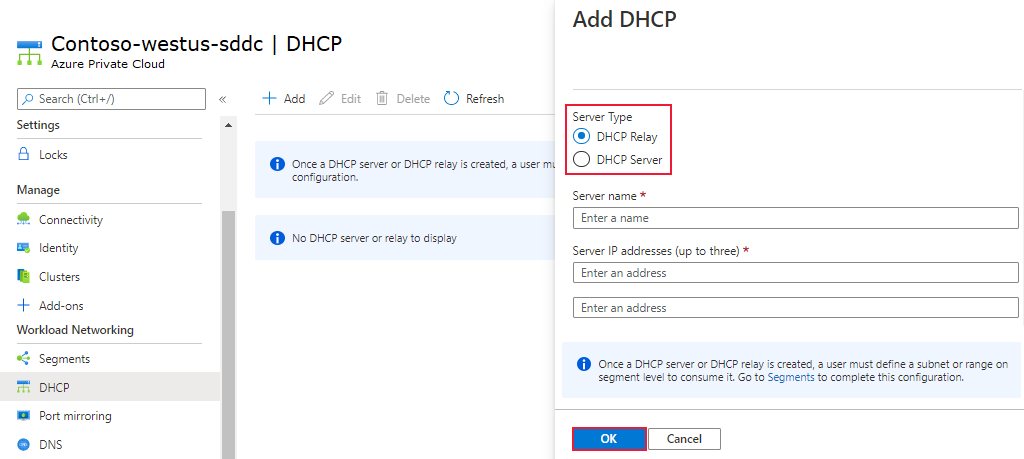 Contoso-westus-sddc | DHCP
Azure Private Cloud
Search (Ctrl+/)
«
Settings
Locks
Manage
Connectivity
Identity
Clusters
Add-ons
Workload Networking
Segments
DHCP
Port mirroring
DNS
Add
Edit
Delete
Refresh
Once a DHCP server or DHCP relay is created, a user mu
configuration.
No DHCP server or relay to display
Add DHCP
Server Type
DHCP Relay
DHCP Server
Server name *
Enter a name
Server IP addresses (up to three) *
Enter an address
Enter an address
Once a DHCP server or DHCP relay is created, a user must define a subnet or range on
segment level to consume it. Go to Segments to complete this configuration.
OK
Cancel